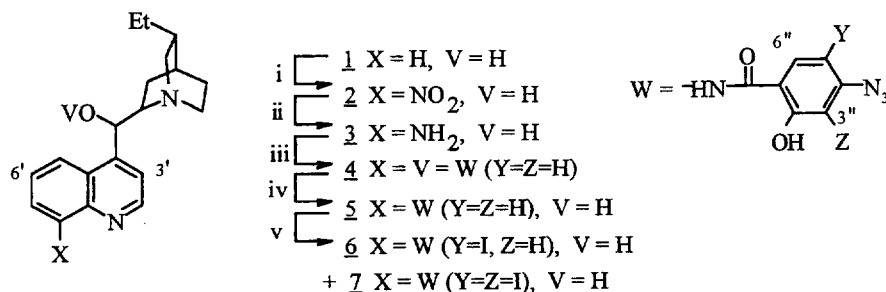 Et
N
VO
6'
3'
N
X
i
ii
iii
iv
v
1 X = H, V = H
2 X = NO₂, V = H
3 X = NH₂, V = H
4 X = V = W (Y=Z=H)
5 X = W (Y=Z=H), V = H
6 X = W (Y=I, Z=H), V = H
+ 7 X = W (Y=Z=I), V = H
W = HN
O
6"
Y
N₃
3"
OH
Z